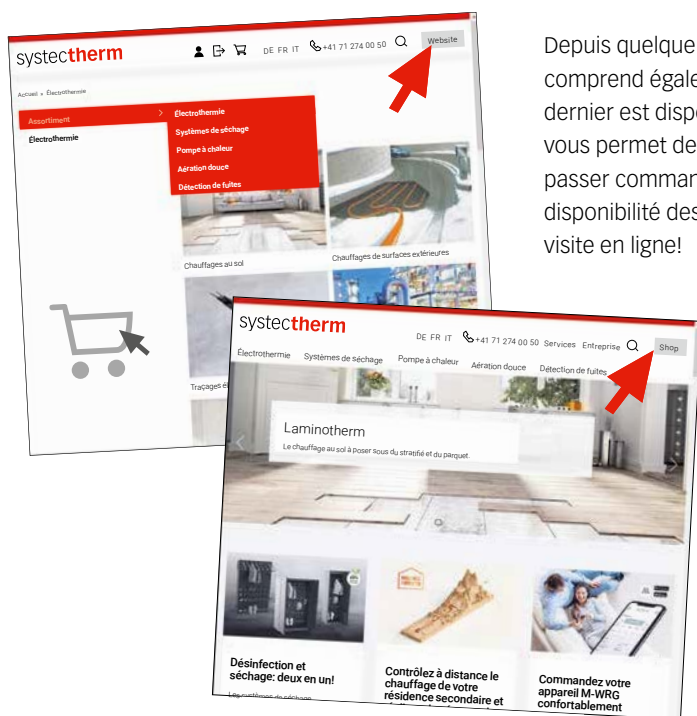 systectherm
DE FR IT
+41 71 274 00 50
Website
Accueil » Électrothermie
Assortiment >
Électrothermie
Électrothermie
Systèmes de séchage
Pompe à chaleur
Aération douce
Détection de fuites
Chauffages au sol
Chauffages de surfaces extérieures
Traçages
Depuis quelque
comprend égale
dernier est dispo
vous permet de
passer comman
disponibilité des
visite en ligne!
systectherm
DE FR IT
+41 71 274 00 50
Services
Entreprise
Shop
Électrothermie
Systèmes de séchage
Pompe à chaleur
Aération douce
Détection de fuites
Laminotherm
Le chauffage au sol à poser sous du stratifié et du parquet.
Désinfection et
séchage: deux en un!
Les systèmes de séchage
Contrôlez à distance le
chauffage de votre
résidence secondaire et
Commandez votre
appareil M-WRG
confortablement